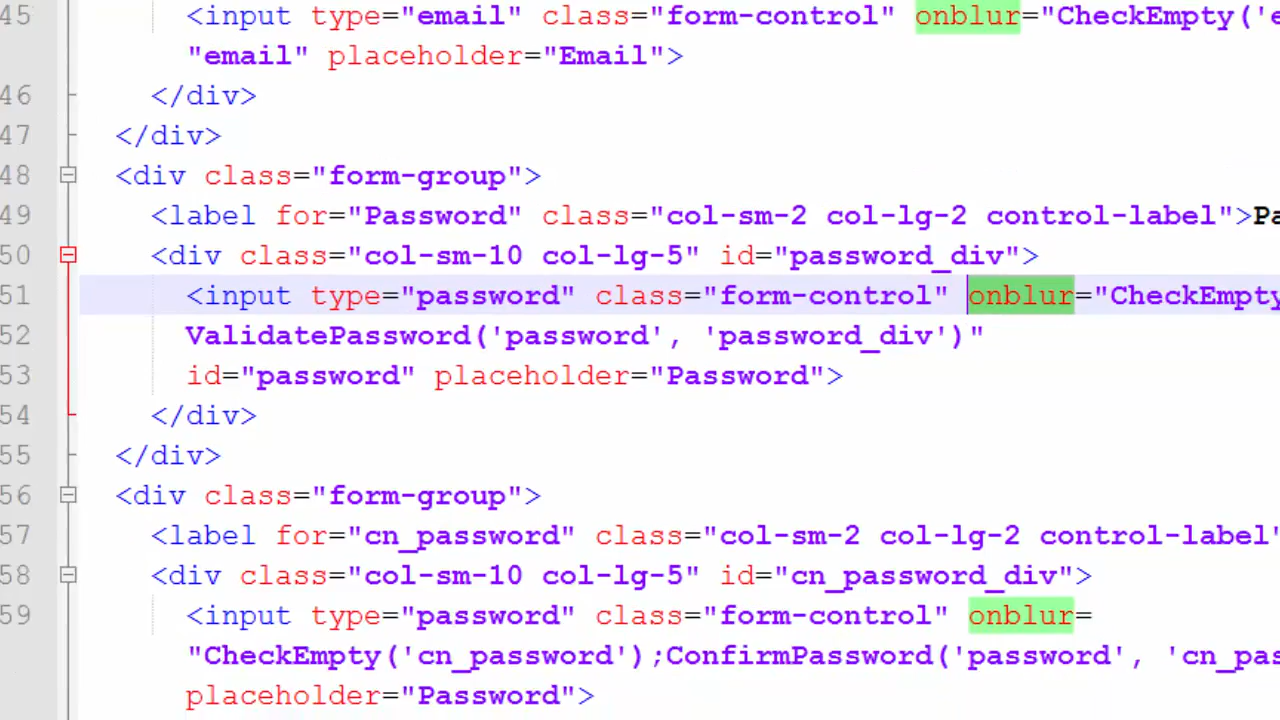 45 <input type="email" class="form-control" onblur="CheckEmpty('e
"email" placeholder="Email">
46 </div>
47 </div>
48 <div class="form-group">
49 <label for="Password" class="col-sm-2 col-lg-2 control-label">Pa
50 <div class="col-sm-10 col-lg-5" id="password_div">
51 <input type="password" class="form-control" onblur="CheckEmpty
52 ValidatePassword('password', 'password_div')"
53 id="password" placeholder="Password">
54 </div>
55 </div>
56 <div class="form-group">
57 <label for="cn_password" class="col-sm-2 col-lg-2 control-label"
58 <div class="col-sm-10 col-lg-5" id="cn_password_div">
59 <input type="password" class="form-control" onblur=
"CheckEmpty('cn_password');ConfirmPassword('password', 'cn_pas
placeholder="Password">